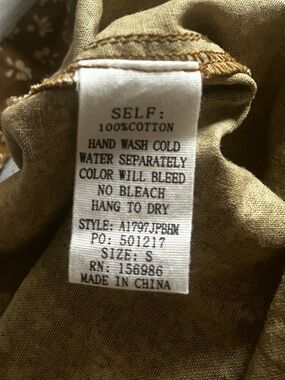 SELF:
100%COTTON
HAND WASH COLD
WATER SEPARATELY
COLOR WILL BLEED
NO BLEACH
HANG TO DRY
STYLE: A1797JPBHM
PO: 501217
SIZE: S
RN: 156986
MADE IN CHINA